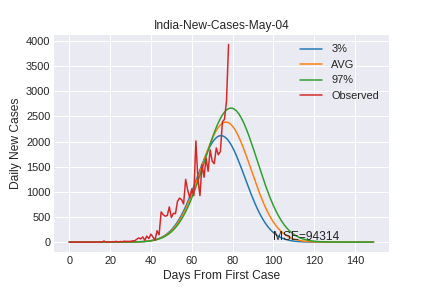 India-New-Cases-May-04
Daily New Cases
4000
3500
3000
2500
2000
1500
1000
500
0
3%
AVG
97%
Observed
MSE=94314
0 20 40 60 80 100 120 140
Days From First Case